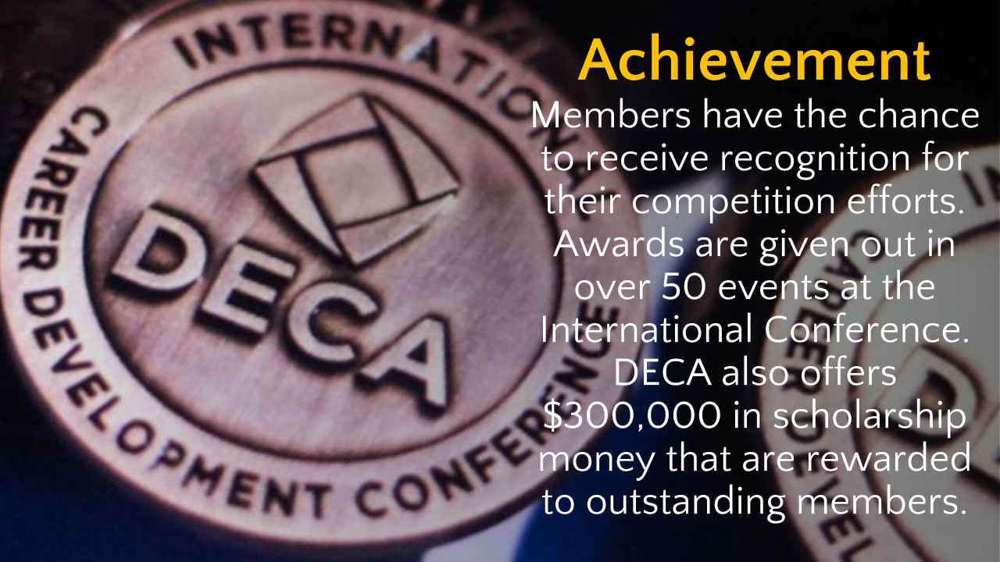 INTERNATIONAL
CAREER DEVELOPMENT CONFERENCE
DECA
Achievement
Members have the chance
to receive recognition for
their competition efforts.
Awards are given out in
over 50 events at the
International Conference.
DECA also offers
$300,000 in scholarship
money that are rewarded
to outstanding members.
CAREER DEVEL